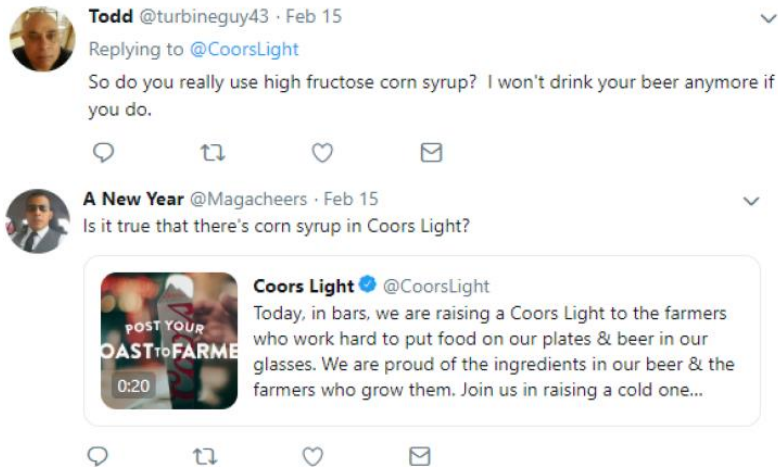 Todd @turbineguy43 · Feb 15
Replying to @CoorsLight
So do you really use high fructose corn syrup?  I won't drink your beer anymore if
you do.
A New Year @Magacheers · Feb 15
Is it true that there's corn syrup in Coors Light?
Coors Light @CoorsLight
Today, in bars, we are raising a Coors Light to the farmers
who work hard to put food on our plates & beer in our
glasses. We are proud of the ingredients in our beer & the
farmers who grow them. Join us in raising a cold one...
POST YOUR
OAST TO FARME
Coors
0:20